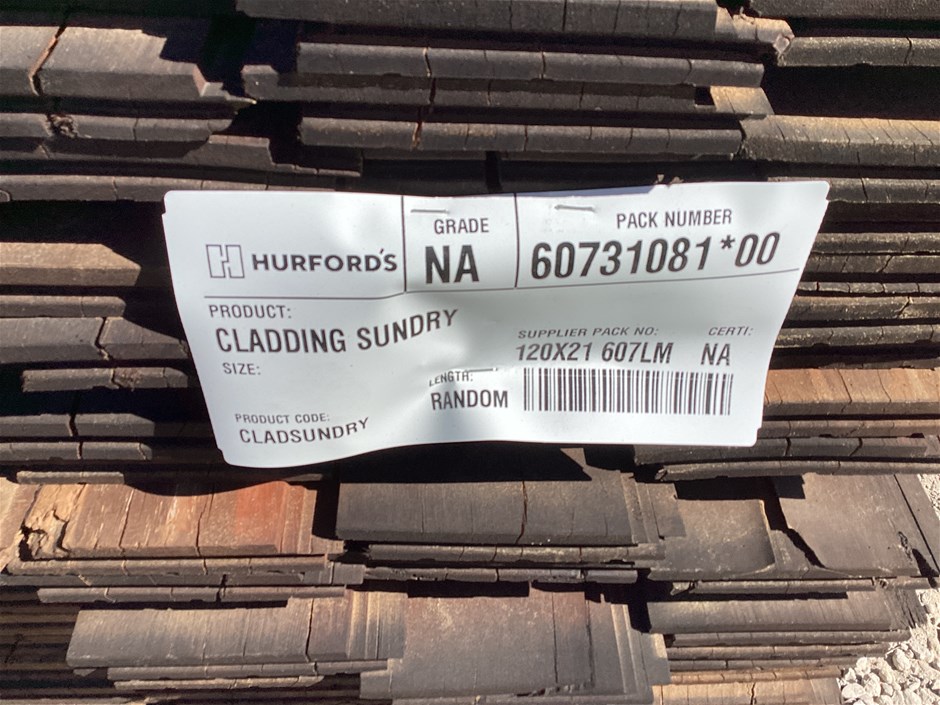 HURFORD'S
GRADE
NA
PACK NUMBER
60731081*00
PRODUCT:
CLADDING SUNDRY
SIZE:
SUPPLIER PACK NO:
120X21 607LM
CERTI:
NA
LENGTH:
RANDOM
PRODUCT CODE:
CLADSUNDRY